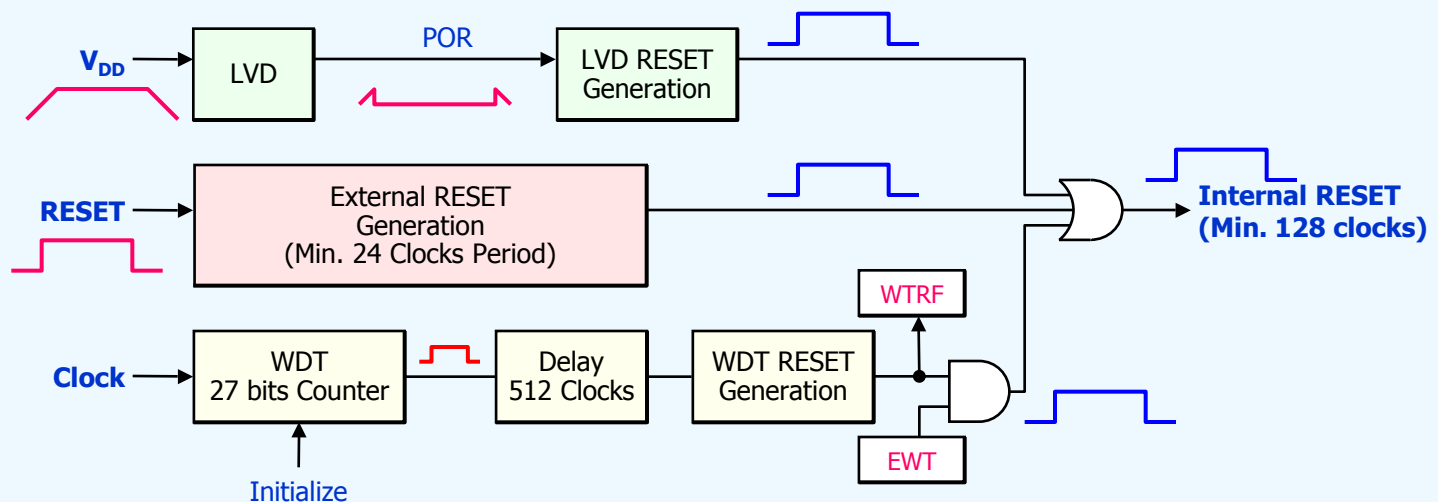 V_DD
LVD
POR
LVD RESET
Generation
RESET
External RESET
Generation
(Min. 24 Clocks Period)
Internal RESET
(Min. 128 clocks)
WTRF
Clock
WDT
27 bits Counter
Delay
512 Clocks
WDT RESET
Generation
EWT
Initialize